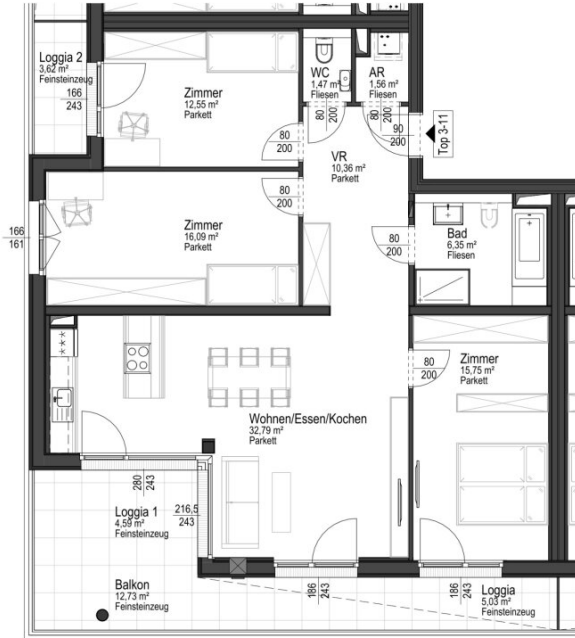 Loggia 2
3,62 m²
Feinsteinzeug
166
243
Zimmer
12,55 m²
Parkett
WC
1,47 m²
Fliesen
AR
1,56 m²
Fliesen
80
200
80
200
90
200
Top 3-11
80
200
VR
10,36 m²
Parkett
80
200
Zimmer
16,09 m²
Parkett
166
161
80
200
Bad
6,35 m²
Fliesen
80
200
Zimmer
15,75 m²
Parkett
Wohnen/Essen/Kochen
32,79 m²
Parkett
280
243
216,5
243
Loggia 1
4,59 m²
Feinsteinzeug
Balkon
12,73 m²
Feinsteinzeug
186
243
186
243
Loggia
5,03 m²
Feinsteinzeug